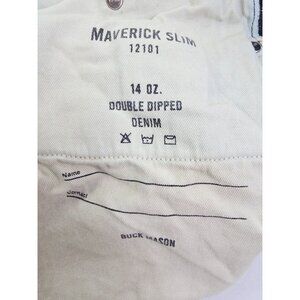 MAVERICK SLIM
12101
14 OZ.
DOUBLE DIPPED
DENIM
Name
Contact
BUCK MASON